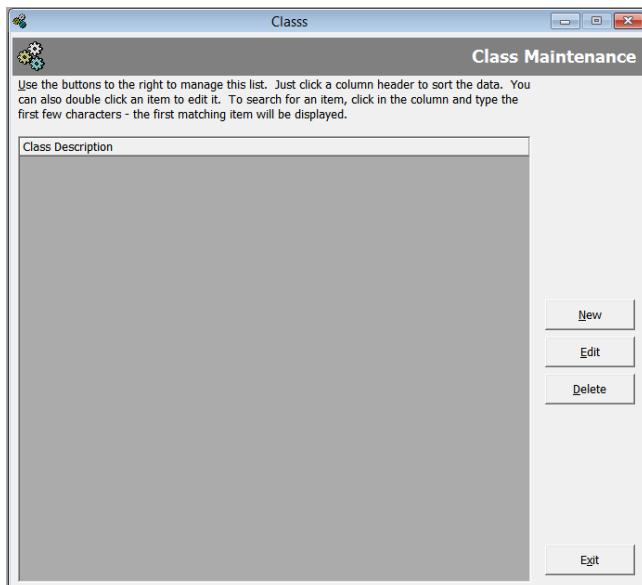 Classs
Class Maintenance
Use the buttons to the right to manage this list. Just click a column header to sort the data. You
can also double click an item to edit it. To search for an item, click in the column and type the
first few characters - the first matching item will be displayed.
Class Description
New
Edit
Delete
Exit